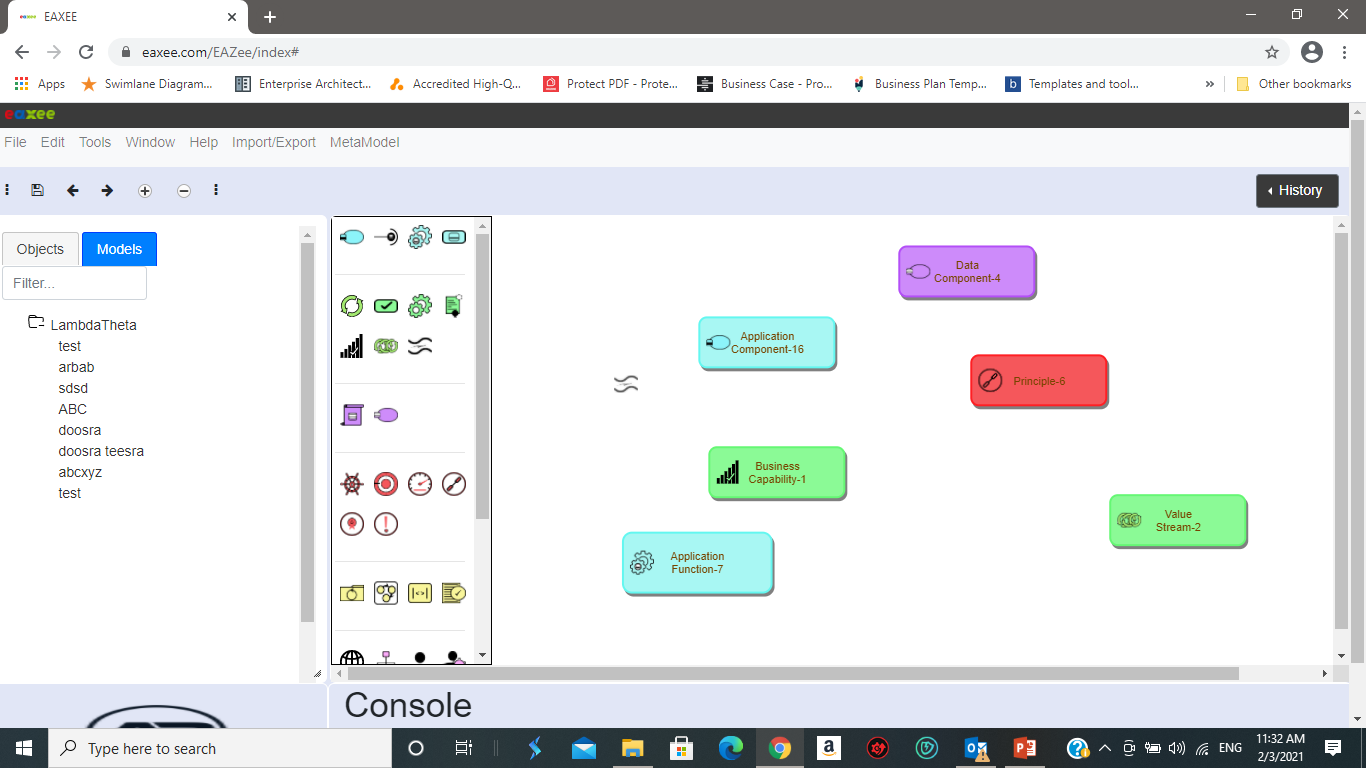 EAXEE
eaxee.com/EAZee/index#
Apps
Swimlane Diagram...
Enterprise Architect...
Accredited High-Q...
Protect PDF - Prote...
Business Case - Pro...
Business Plan Temp...
Templates and tool...
»
Other bookmarks
eaxee
File Edit Tools Window Help Import/Export MetaModel
History
Objects
Models
Filter...
LambdaTheta
test
arbab
sdsd
ABC
doosra
doosra teesra
abcxyz
test
Data
Component-4
Application
Component-16
Principle-6
Business
Capability-1
Value
Stream-2
Application
Function-7
Console
Type here to search
ENG
11:32 AM
2/3/2021